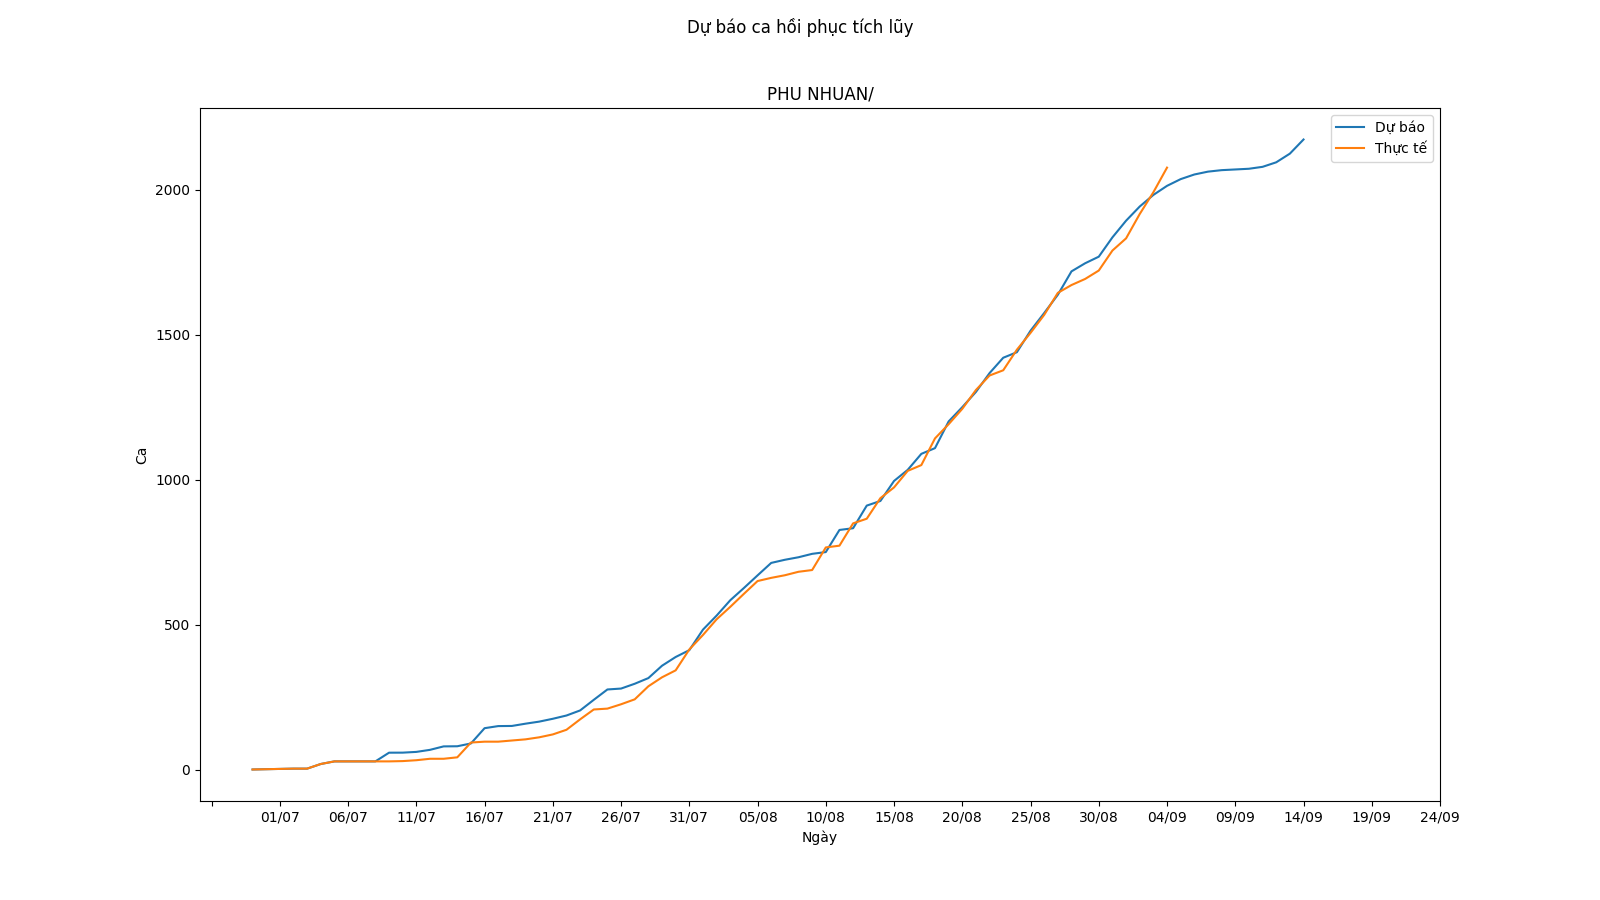 Dự báo ca hồi phục tích lũy
PHU NHUAN/
Dự báo
Thực tế
2000
1500
1000
500
0
Ca
01/07 06/07 11/07 16/07 21/07 26/07 31/07 05/08 10/08 15/08 20/08 25/08 30/08 04/09 09/09 14/09 19/09 24/09
Ngày